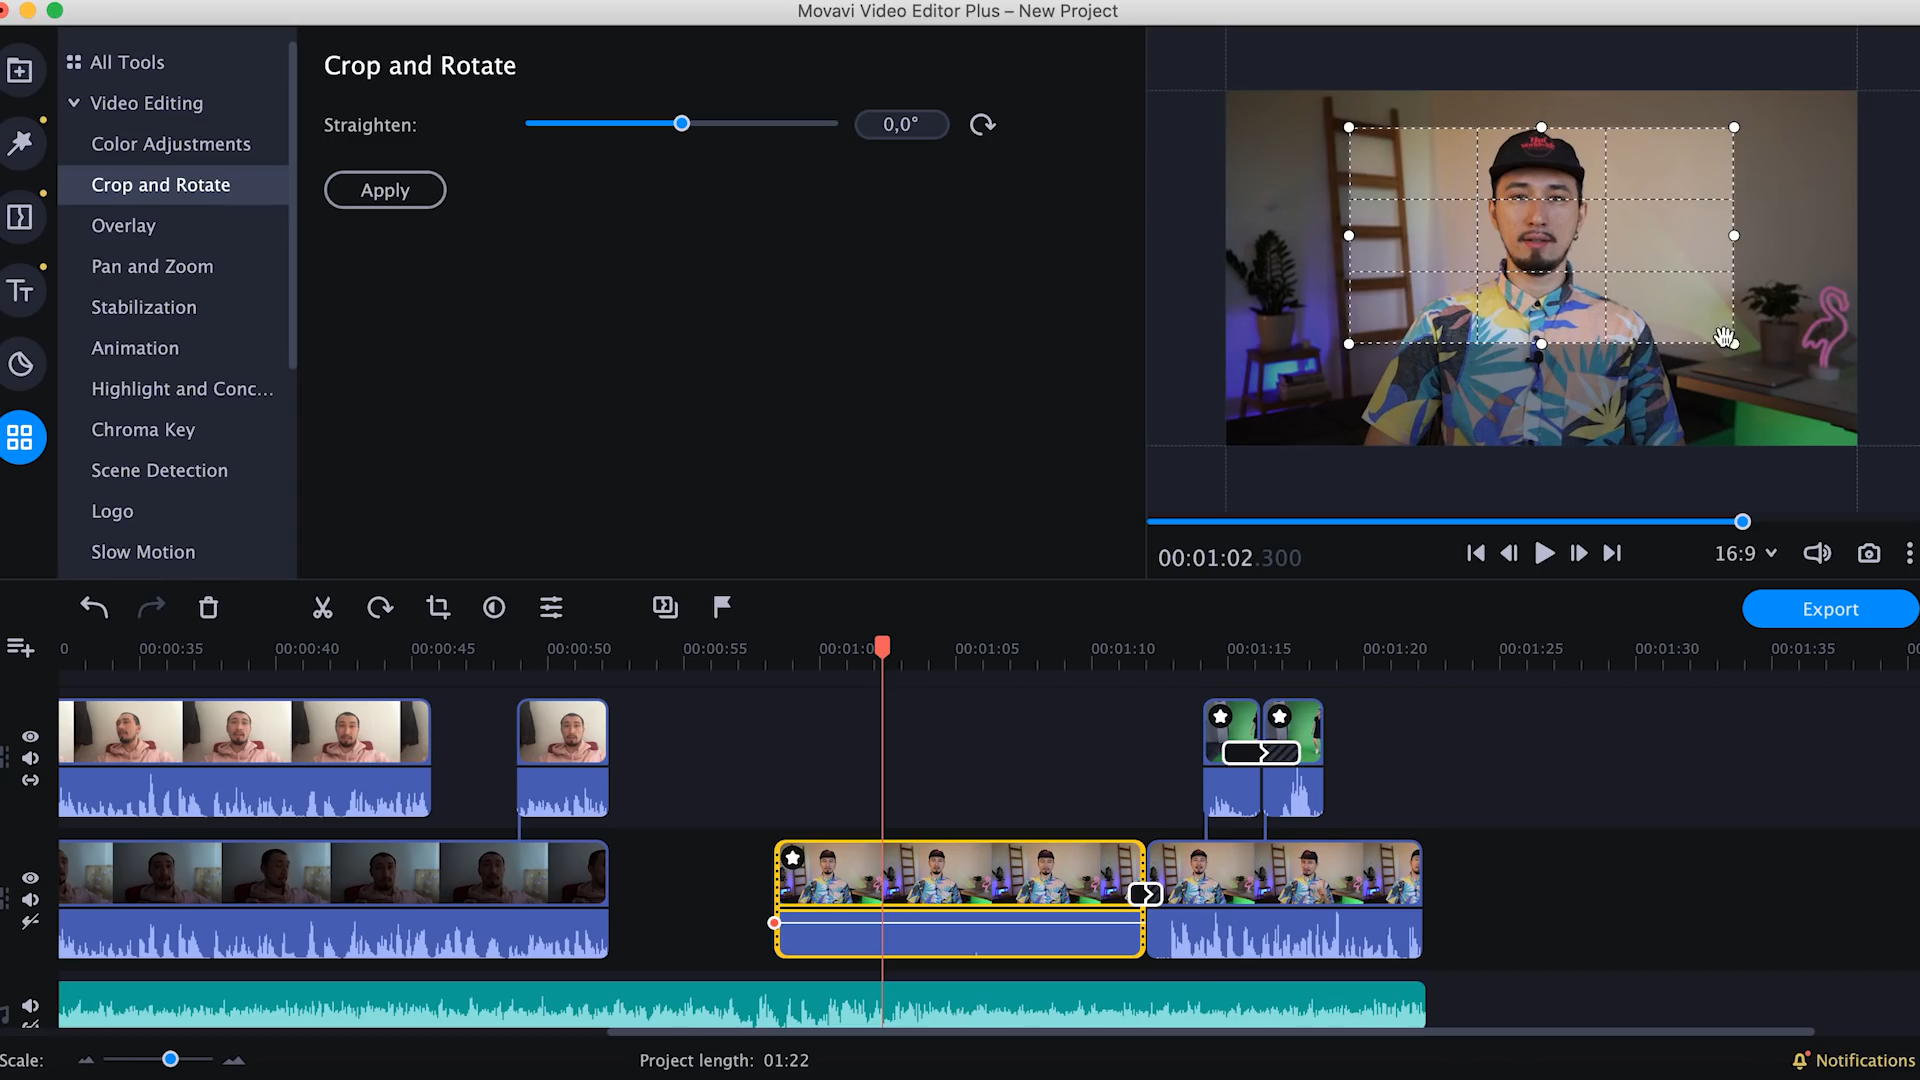 Movavi Video Editor Plus – New Project
All Tools
Video Editing
Color Adjustments
Crop and Rotate
Overlay
Pan and Zoom
Stabilization
Animation
Highlight and Conc...
Chroma Key
Scene Detection
Logo
Slow Motion
Crop and Rotate
Straighten:
0,0°
Apply
00:01:02.300
16:9
Export
0
00:00:35
00:00:40
00:00:45
00:00:50
00:00:55
00:01:0
00:01:05
00:01:10
00:01:15
00:01:20
00:01:25
00:01:30
00:01:35
Scale:
Project length: 01:22
Notifications